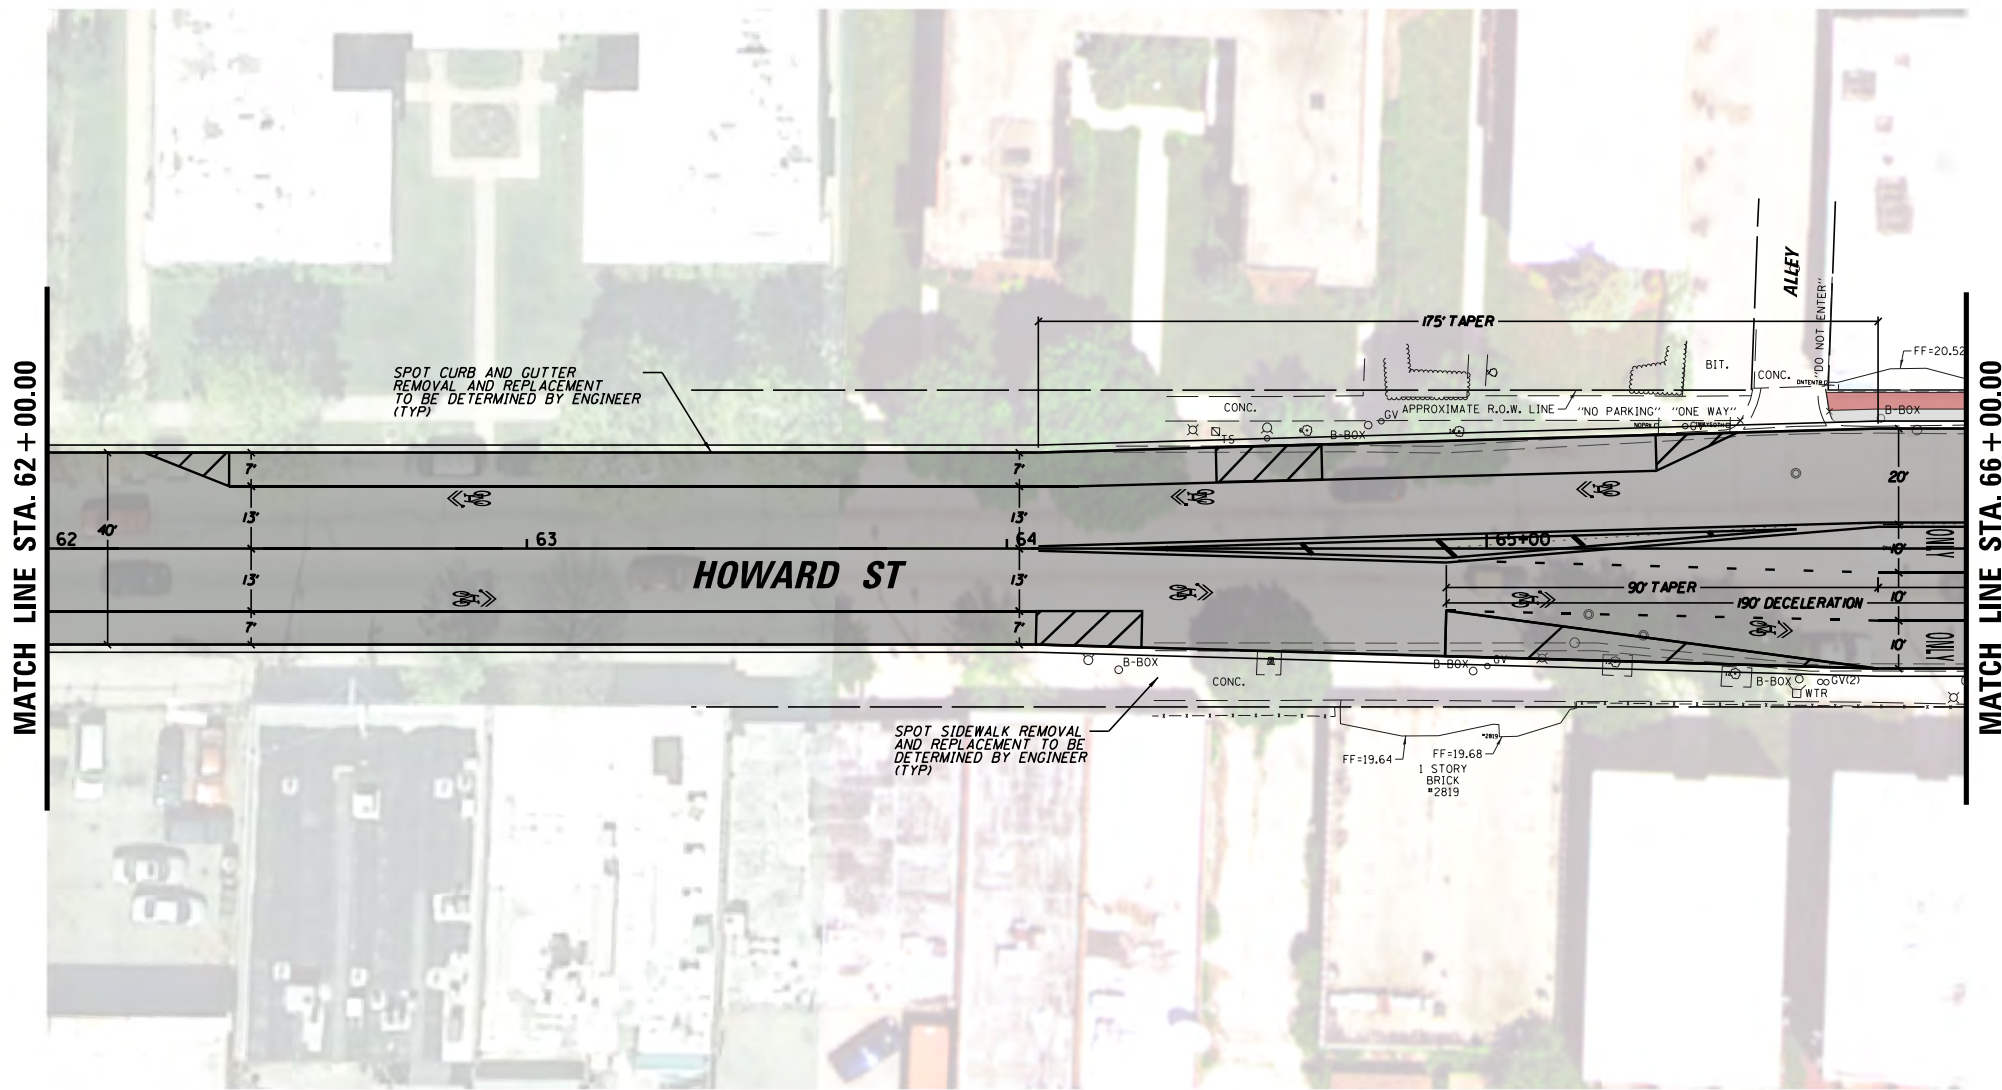 MATCH LINE STA. 62 + 00.00
SPOT CURB AND GUTTER
REMOVAL AND REPLACEMENT
TO BE DETERMINED BY ENGINEER
(TYP)
175' TAPER
ALLEY
"DO NOT ENTER"
FF=20.52
BIT.
CONC.
CONC.
GV
APPROXIMATE R.O.W. LINE
"NO PARKING"
"ONE WAY"
B-BOX
TS
B-BOX
GV
7'
7'
20'
13'
13'
40'
62
63
64
65+00
ONLY
10'
HOWARD ST
13'
13'
90' TAPER
190' DECELERATION
10'
7'
7'
10'
ONLY
B-BOX
B-BOX
GV
CONC.
B-BOX
GV(2)
WTR
SPOT SIDEWALK REMOVAL
AND REPLACEMENT TO BE
DETERMINED BY ENGINEER
(TYP)
FF=19.64
FF=19.68
#2819
1 STORY
BRICK
#2819
MATCH LINE STA. 66 + 00.00